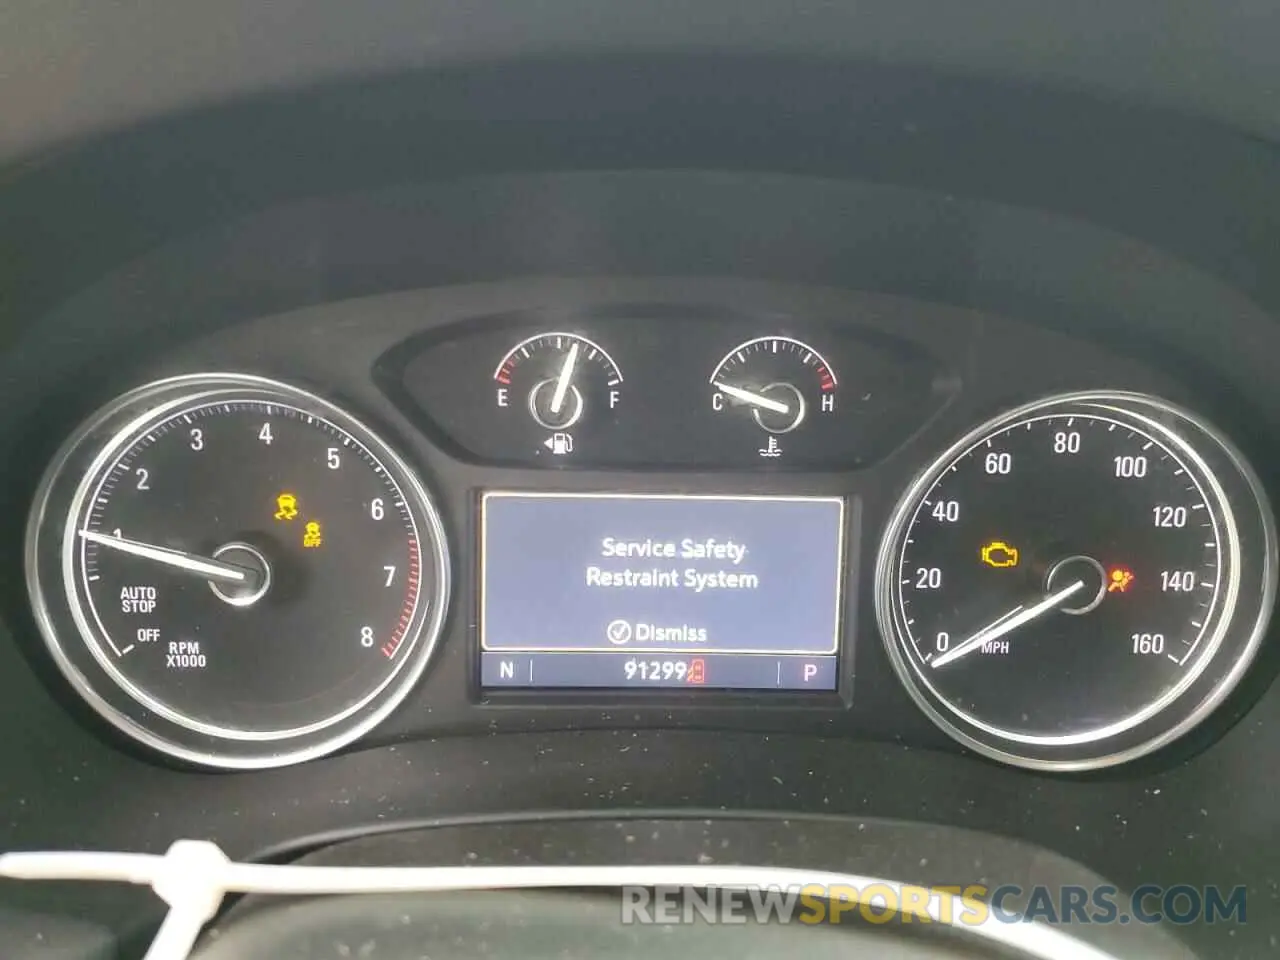 E F
C H
1 2 3 4 5 6 7 8
OFF
AUTO
STOP
OFF
RPM
X1000
Service Safety
Restraint System
Dismiss
N 91299 P
0 20 40 60 80 100 120 140 160
MPH
RENEWSPORTSCARS.COM